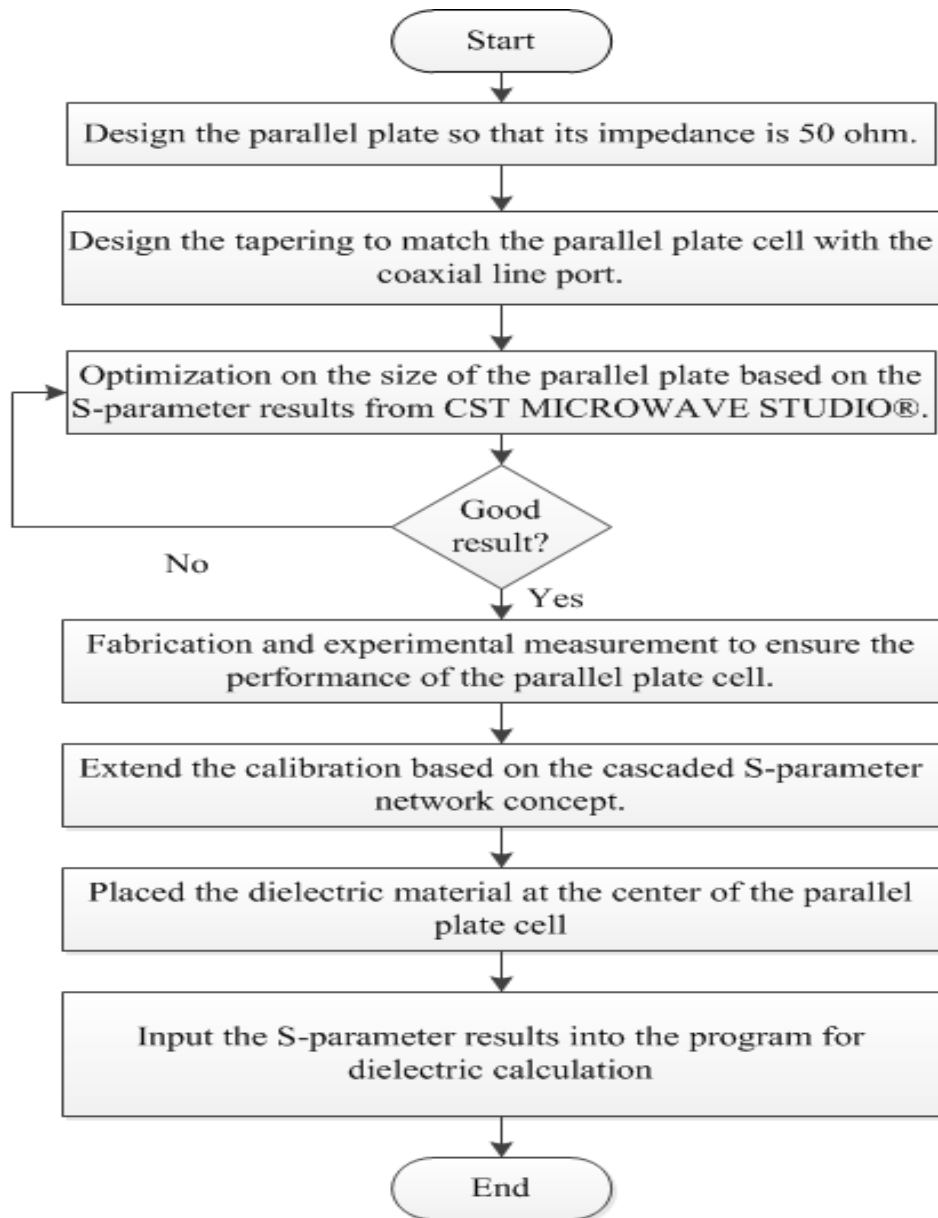 Start
Design the parallel plate so that its impedance is 50 ohm.
Design the tapering to match the parallel plate cell with the
coaxial line port.
Optimization on the size of the parallel plate based on the
S-parameter results from CST MICROWAVE STUDIO®.
Good
result?
No
Yes
Fabrication and experimental measurement to ensure the
performance of the parallel plate cell.
Extend the calibration based on the cascaded S-parameter
network concept.
Placed the dielectric material at the center of the parallel
plate cell
Input the S-parameter results into the program for
dielectric calculation
End